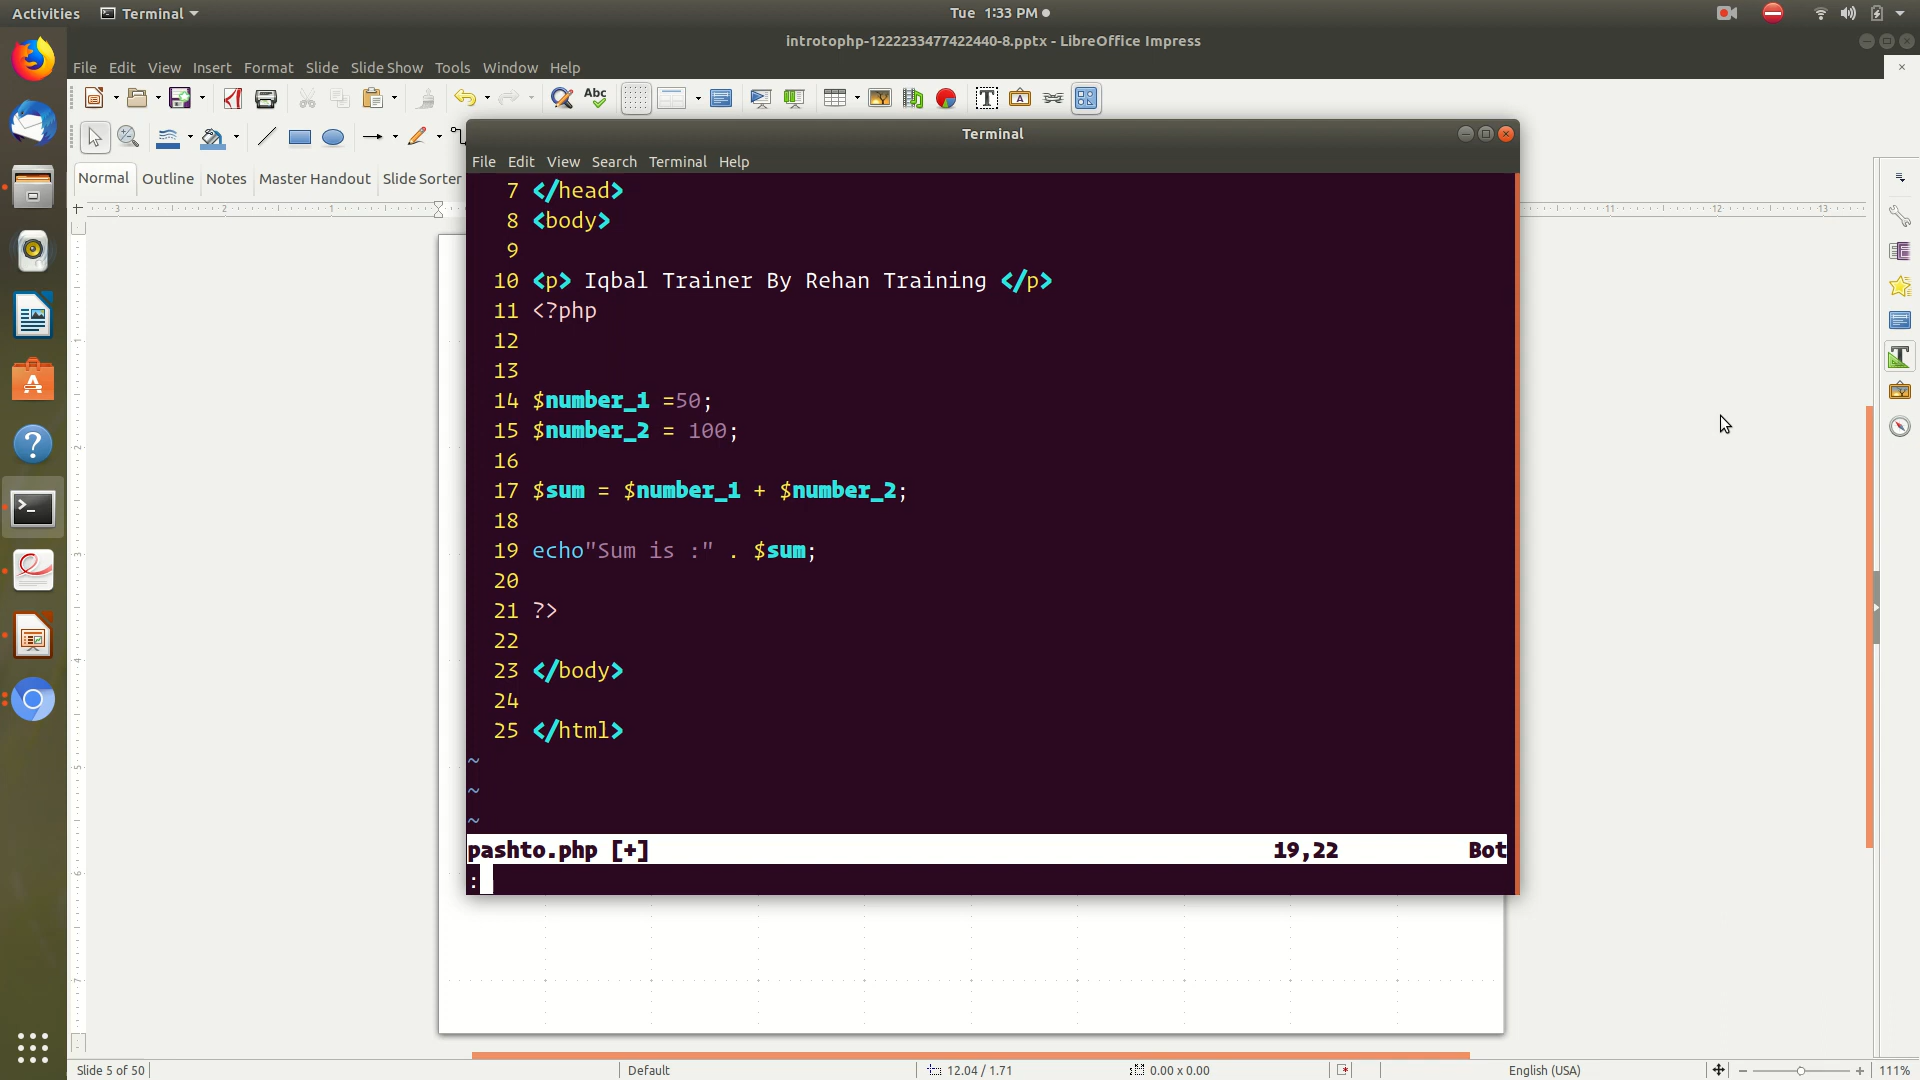 Activities Terminal Tue 1:33 PM
introtophp-1222233477422440-8.pptx - LibreOffice Impress
File Edit View Insert Format Slide Slide Show Tools Window Help
Normal Outline Notes Master Handout Slide Sorter
Terminal
File Edit View Search Terminal Help
7 </head>
8 <body>
9
10 <p> Iqbal Trainer By Rehan Training </p>
11 <?php
12
13
14 $number_1 =50;
15 $number_2 = 100;
16
17 $sum = $number_1 + $number_2;
18
19 echo"Sum is :" . $sum;
20
21 ?>
22
23 </body>
24
25 </html>
~
~
~
pashto.php [+] 19,22 Bot
:
Slide 5 of 50 Default 12.04 / 1.71 0.00 x 0.00 English (USA) 111%